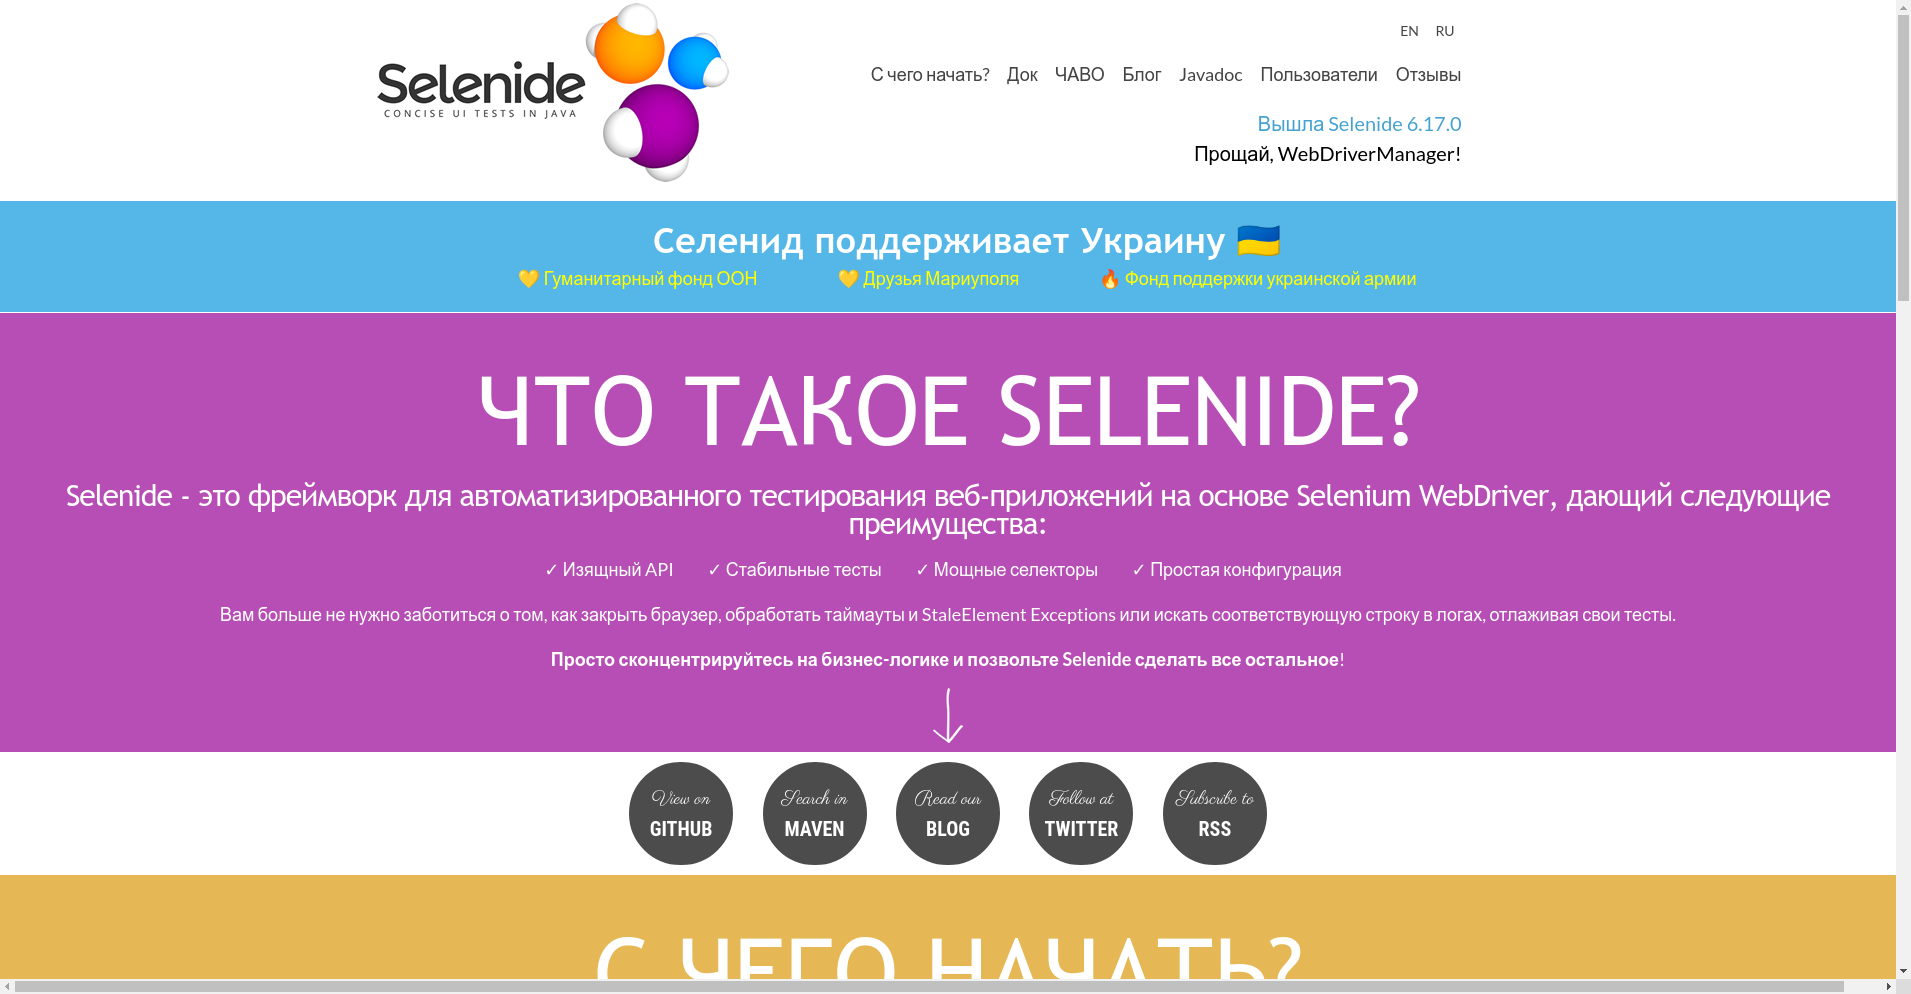 Selenide
CONCISE UI TESTS IN JAVA
EN RU
С чего начать? Док ЧАВО Блог Javadoc Пользователи Отзывы
Вышла Selenide 6.17.0
Прощай, WebDriverManager!
Селенид поддерживает Украину 🇺🇦
💛 Гуманитарный фонд ООН 💛 Друзья Мариуполя 🔥 Фонд поддержки украинской армии
ЧТО ТАКОЕ SELENIDE?
Selenide - это фреймворк для автоматизированного тестирования веб-приложений на основе Selenium WebDriver, дающий следующие
преимущества:
✓ Изящный API ✓ Стабильные тесты ✓ Мощные селекторы ✓ Простая конфигурация
Вам больше не нужно заботиться о том, как закрыть браузер, обработать таймауты и StaleElement Exceptions или искать соответствующую строку в логах, отлаживая свои тесты.
Просто сконцентрируйтесь на бизнес-логике и позвольте Selenide сделать все остальное!
View on
GITHUB
Search in
MAVEN
Read our
BLOG
Follow at
TWITTER
Subscribe to
RSS
С ЧЕГО НАЧАТЬ?